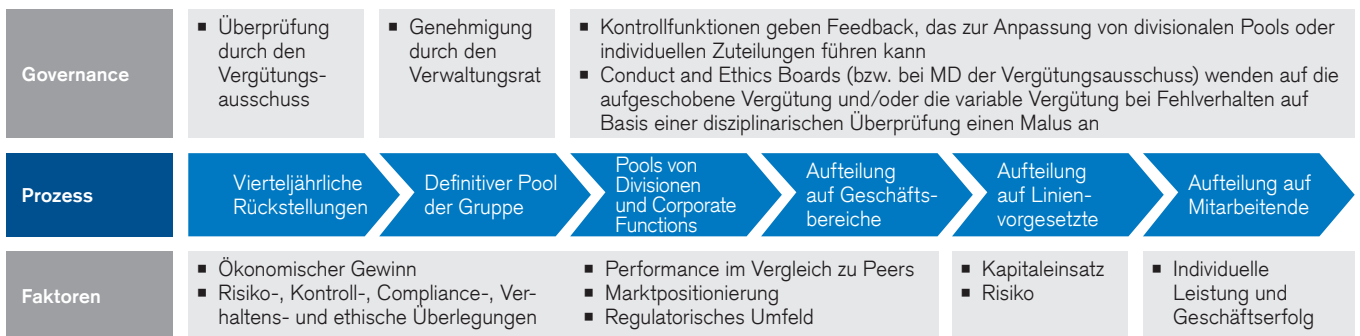 Governance
▪ Überprüfung
durch den
Vergütungs-
ausschuss
▪ Genehmigung
durch den
Verwaltungsrat
▪ Kontrollfunktionen geben Feedback, das zur Anpassung von divisionalen Pools oder
individuellen Zuteilungen führen kann
▪ Conduct and Ethics Boards (bzw. bei MD der Vergütungsausschuss) wenden auf die
aufgeschobene Vergütung und/oder die variable Vergütung bei Fehlverhalten auf
Basis einer disziplinarischen Überprüfung einen Malus an
Prozess
Vierteljährliche
Rückstellungen
Definitiver Pool
der Gruppe
Pools von
Divisionen
und Corporate
Functions
Aufteilung
auf Geschäfts-
bereiche
Aufteilung
auf Linien-
vorgesetzte
Aufteilung auf
Mitarbeitende
Faktoren
▪ Ökonomischer Gewinn
▪ Risiko-, Kontroll-, Compliance-, Ver-
haltens- und ethische Überlegungen
▪ Performance im Vergleich zu Peers
▪ Marktpositionierung
▪ Regulatorisches Umfeld
▪ Kapitaleinsatz
▪ Risiko
▪ Individuelle
Leistung und
Geschäftserfolg